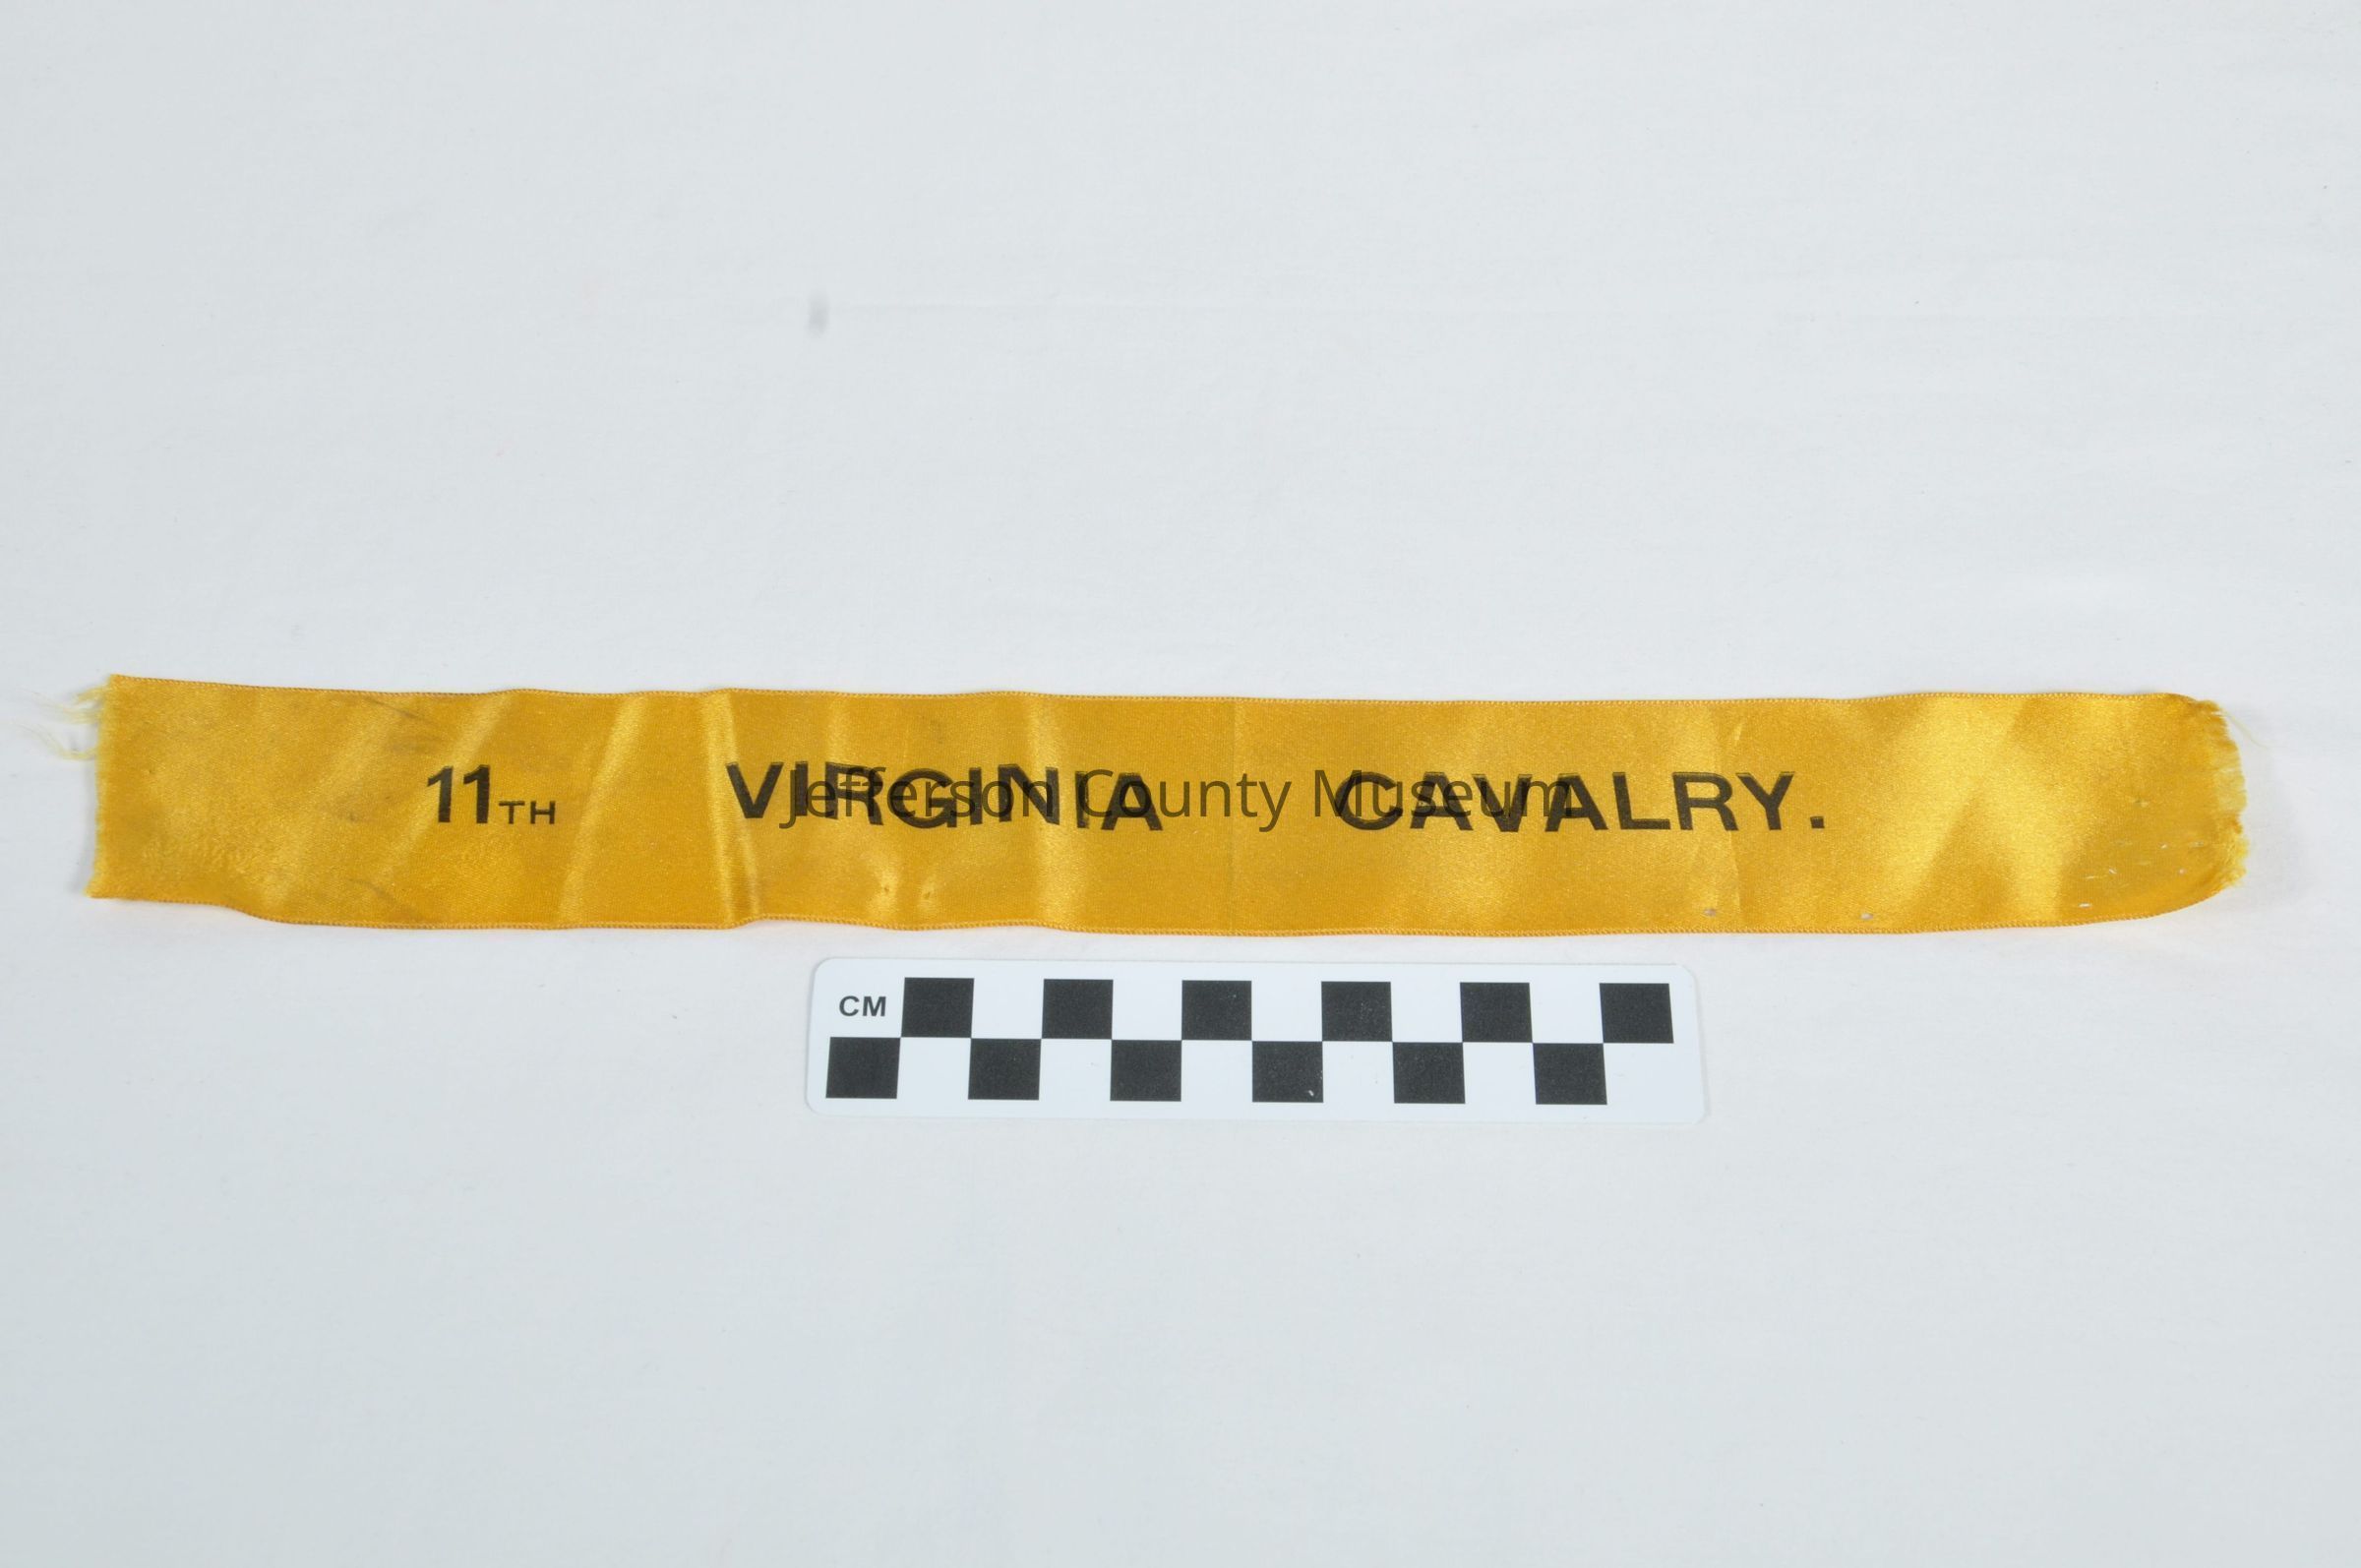 11TH VIRGINIA CAVALRY.
Jefferson County Museum
CM